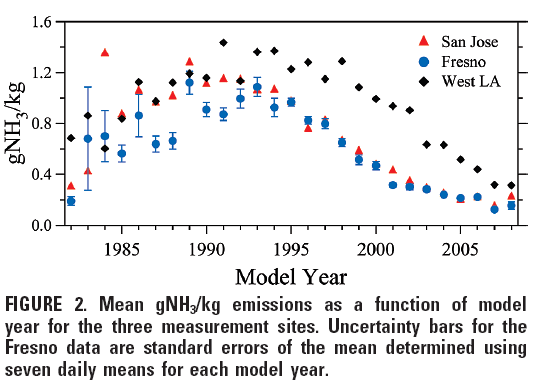 1.6
1.2
0.8
0.4
0.0
gNH3/kg
San Jose
Fresno
West LA
1985
1990
1995
2000
2005
Model Year
FIGURE 2. Mean gNH3/kg emissions as a function of model
year for the three measurement sites. Uncertainty bars for the
Fresno data are standard errors of the mean determined using
seven daily means for each model year.